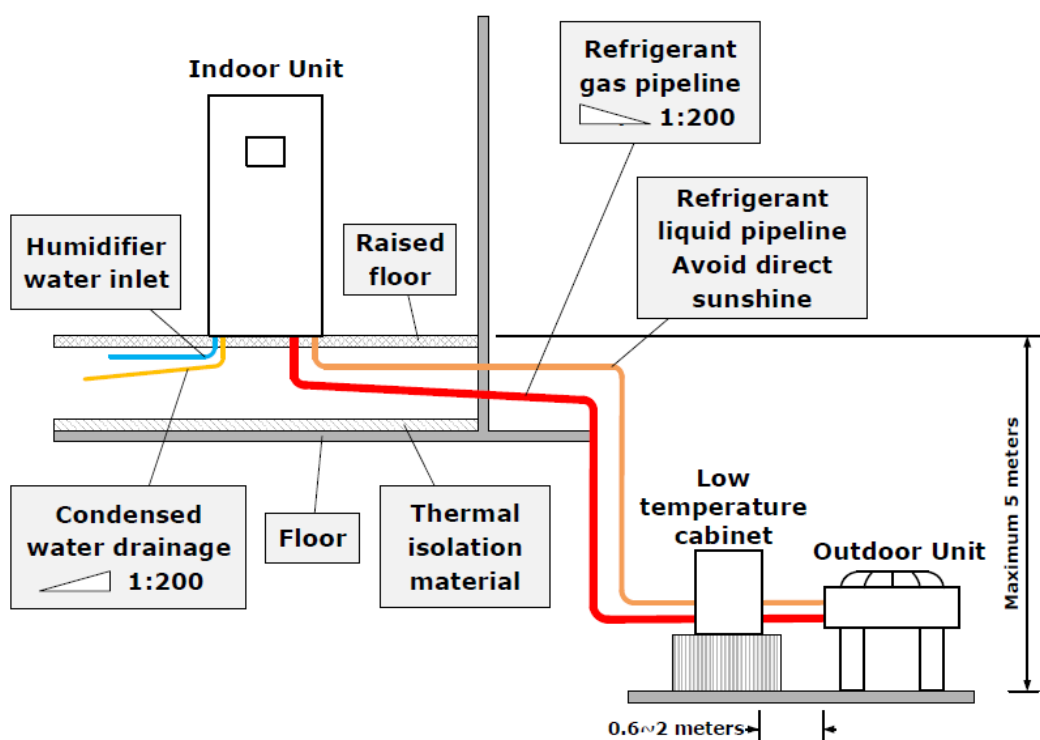 Indoor Unit
Refrigerant
gas pipeline
1:200
Refrigerant
liquid pipeline
Avoid direct
sunshine
Humidifier
water inlet
Raised
floor
Condensed
water drainage
1:200
Floor
Thermal
isolation
material
Low
temperature
cabinet
Outdoor Unit
Maximum 5 meters
0.6~2 meters